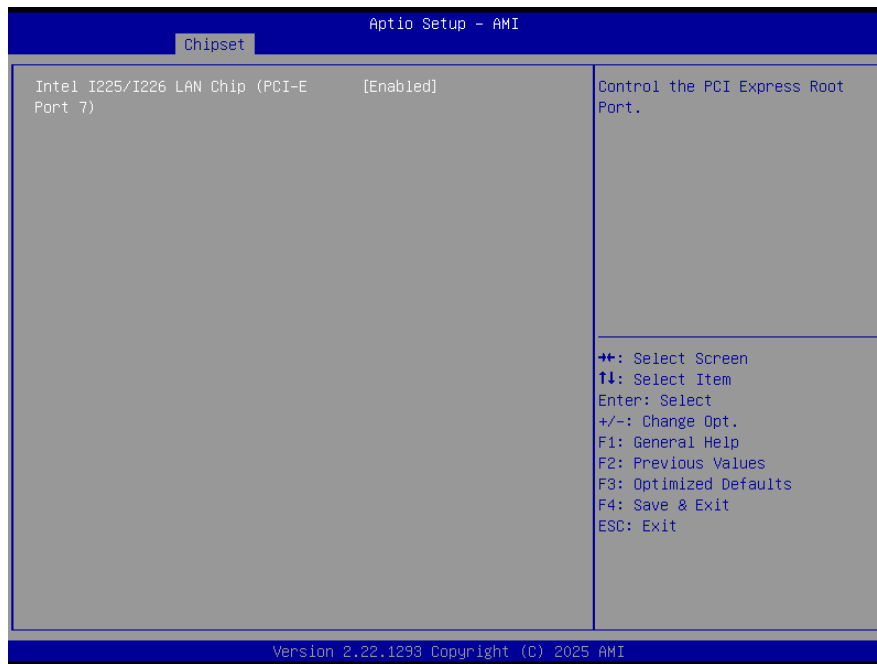 Aptio Setup – AMI
Chipset
Intel I225/I226 LAN Chip (PCI-E [Enabled]
Port 7)
Control the PCI Express Root
Port.
→←: Select Screen
↑↓: Select Item
Enter: Select
+/-: Change Opt.
F1: General Help
F2: Previous Values
F3: Optimized Defaults
F4: Save & Exit
ESC: Exit
Version 2.22.1293 Copyright (C) 2025 AMI